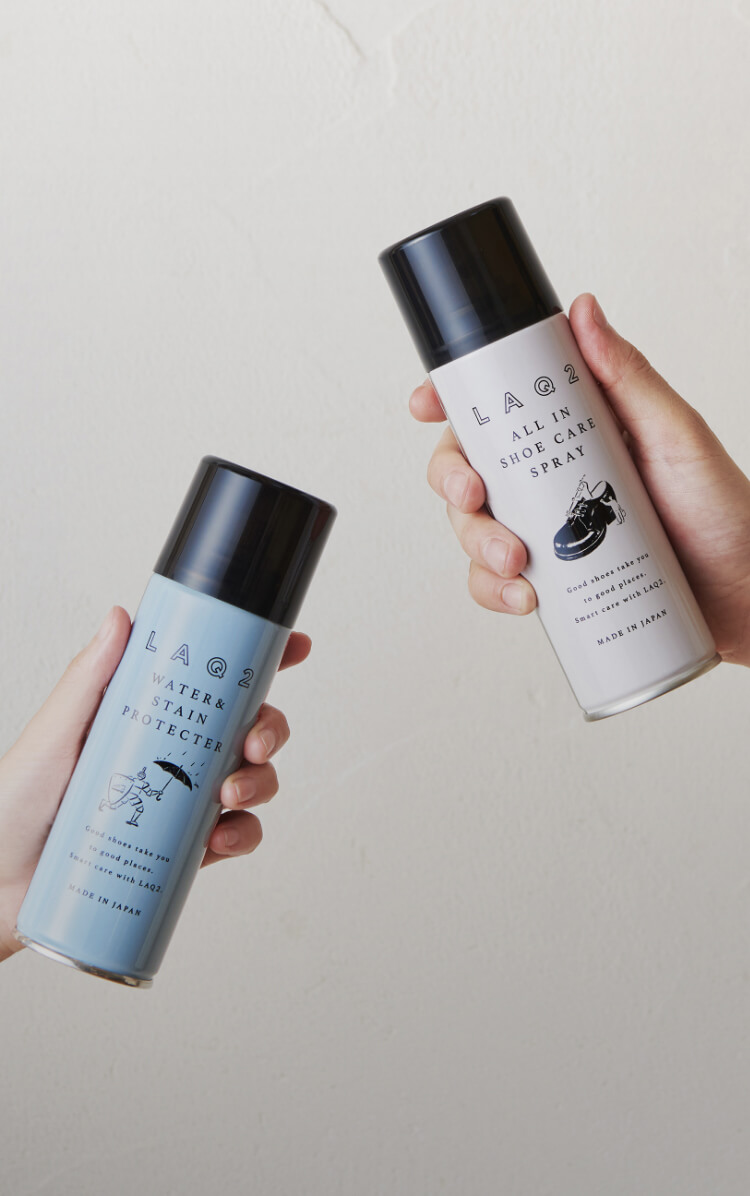 LAQ2
ALL IN
SHOE CARE
SPRAY
Good shoes take you
to good places.
Smart care with LAQ2.
MADE IN JAPAN
LAQ2
WATER&
STAIN
PROTECTER
Good shoes take you
to good places.
Smart care with LAQ2.
MADE IN JAPAN